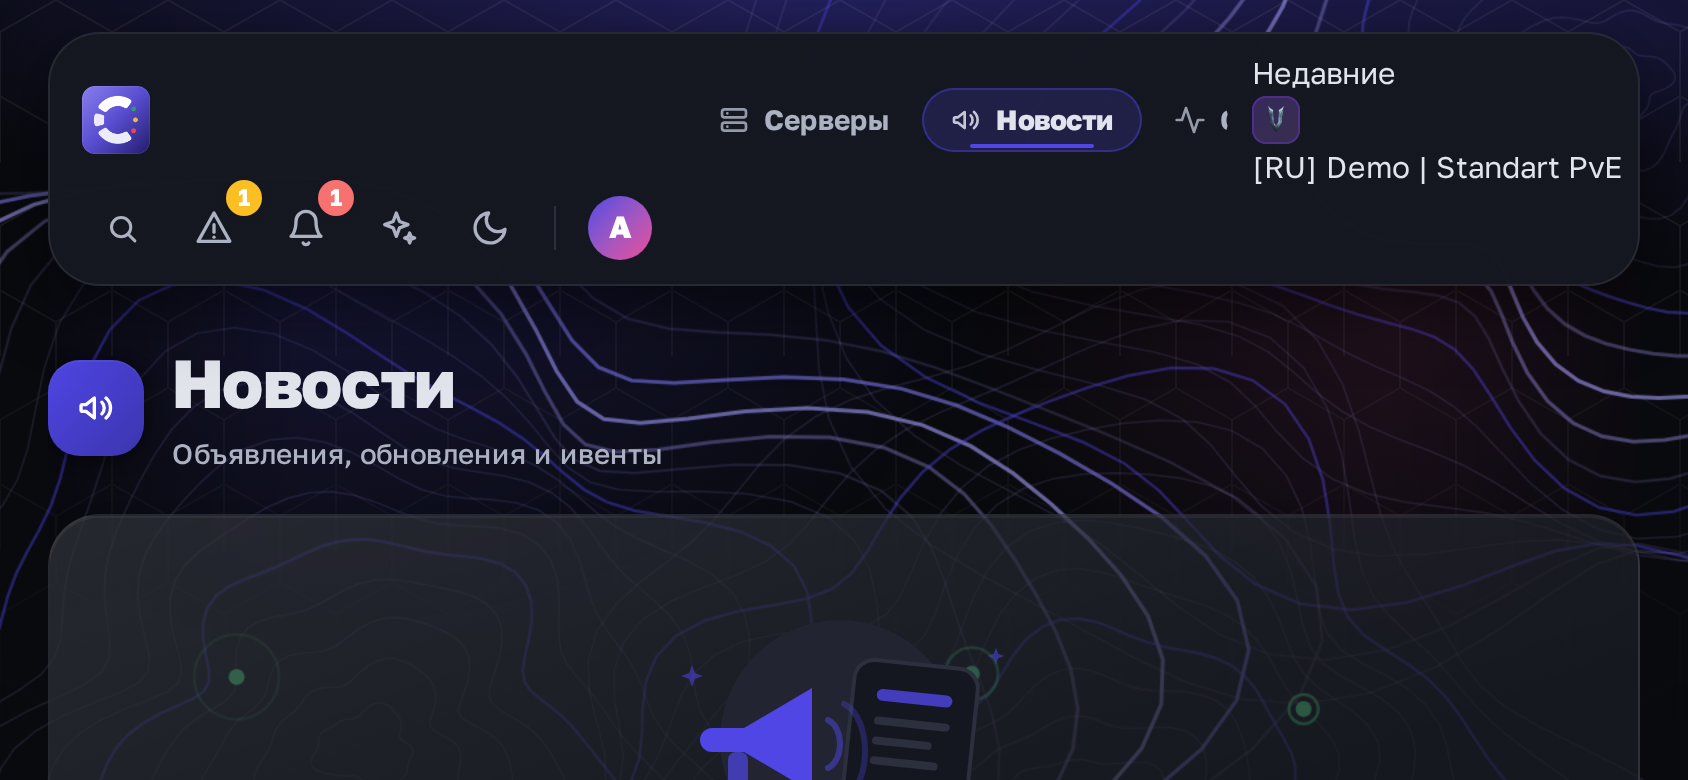 Недавние
Серверы
Новости
[RU] Demo | Standart PvE
1
1
A
Новости
Объявления, обновления и ивенты